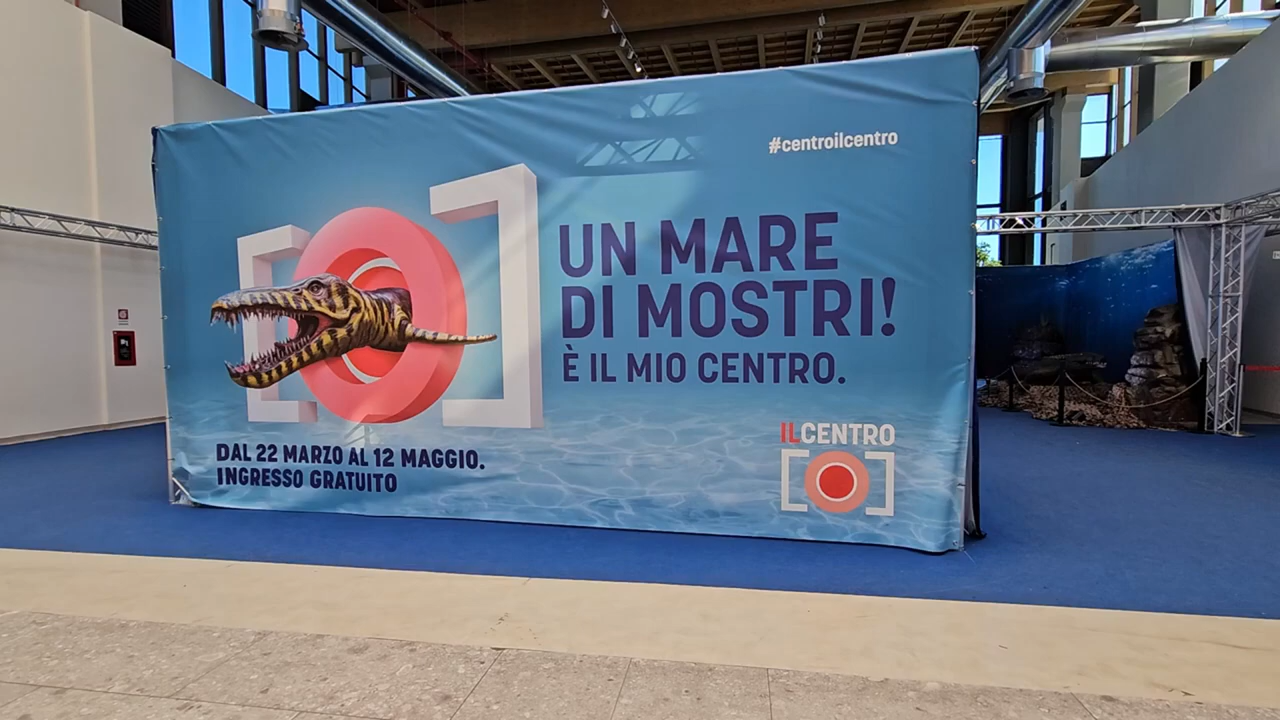 #centroilcentro
UN MARE
DI MOSTRI!
È IL MIO CENTRO.
DAL 22 MARZO AL 12 MAGGIO.
INGRESSO GRATUITO
ILCENTRO